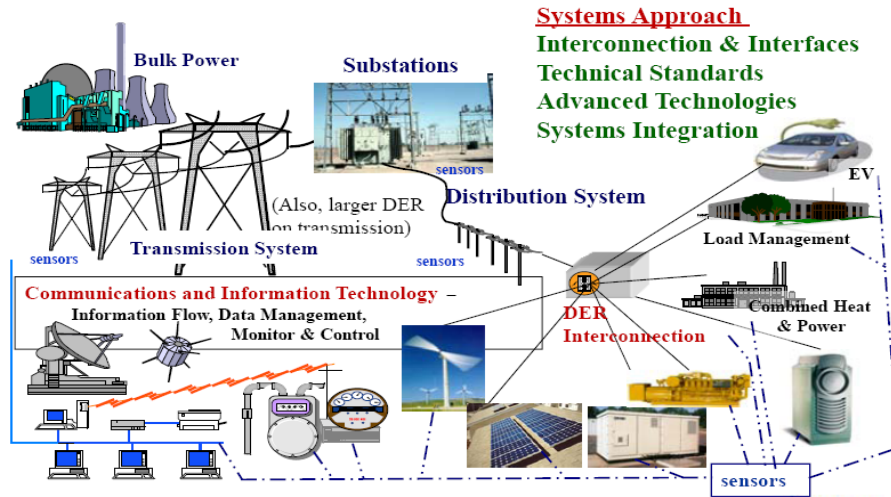 Systems Approach
Interconnection & Interfaces
Technical Standards
Advanced Technologies
Systems Integration
Bulk Power
Substations
sensors
EV
Distribution System
(Also, larger DER
on transmission)
Load Management
Transmission System
sensors
sensors
Communications and Information Technology –
Information Flow, Data Management,
Monitor & Control
DER
Interconnection
Combined Heat
& Power
sensors